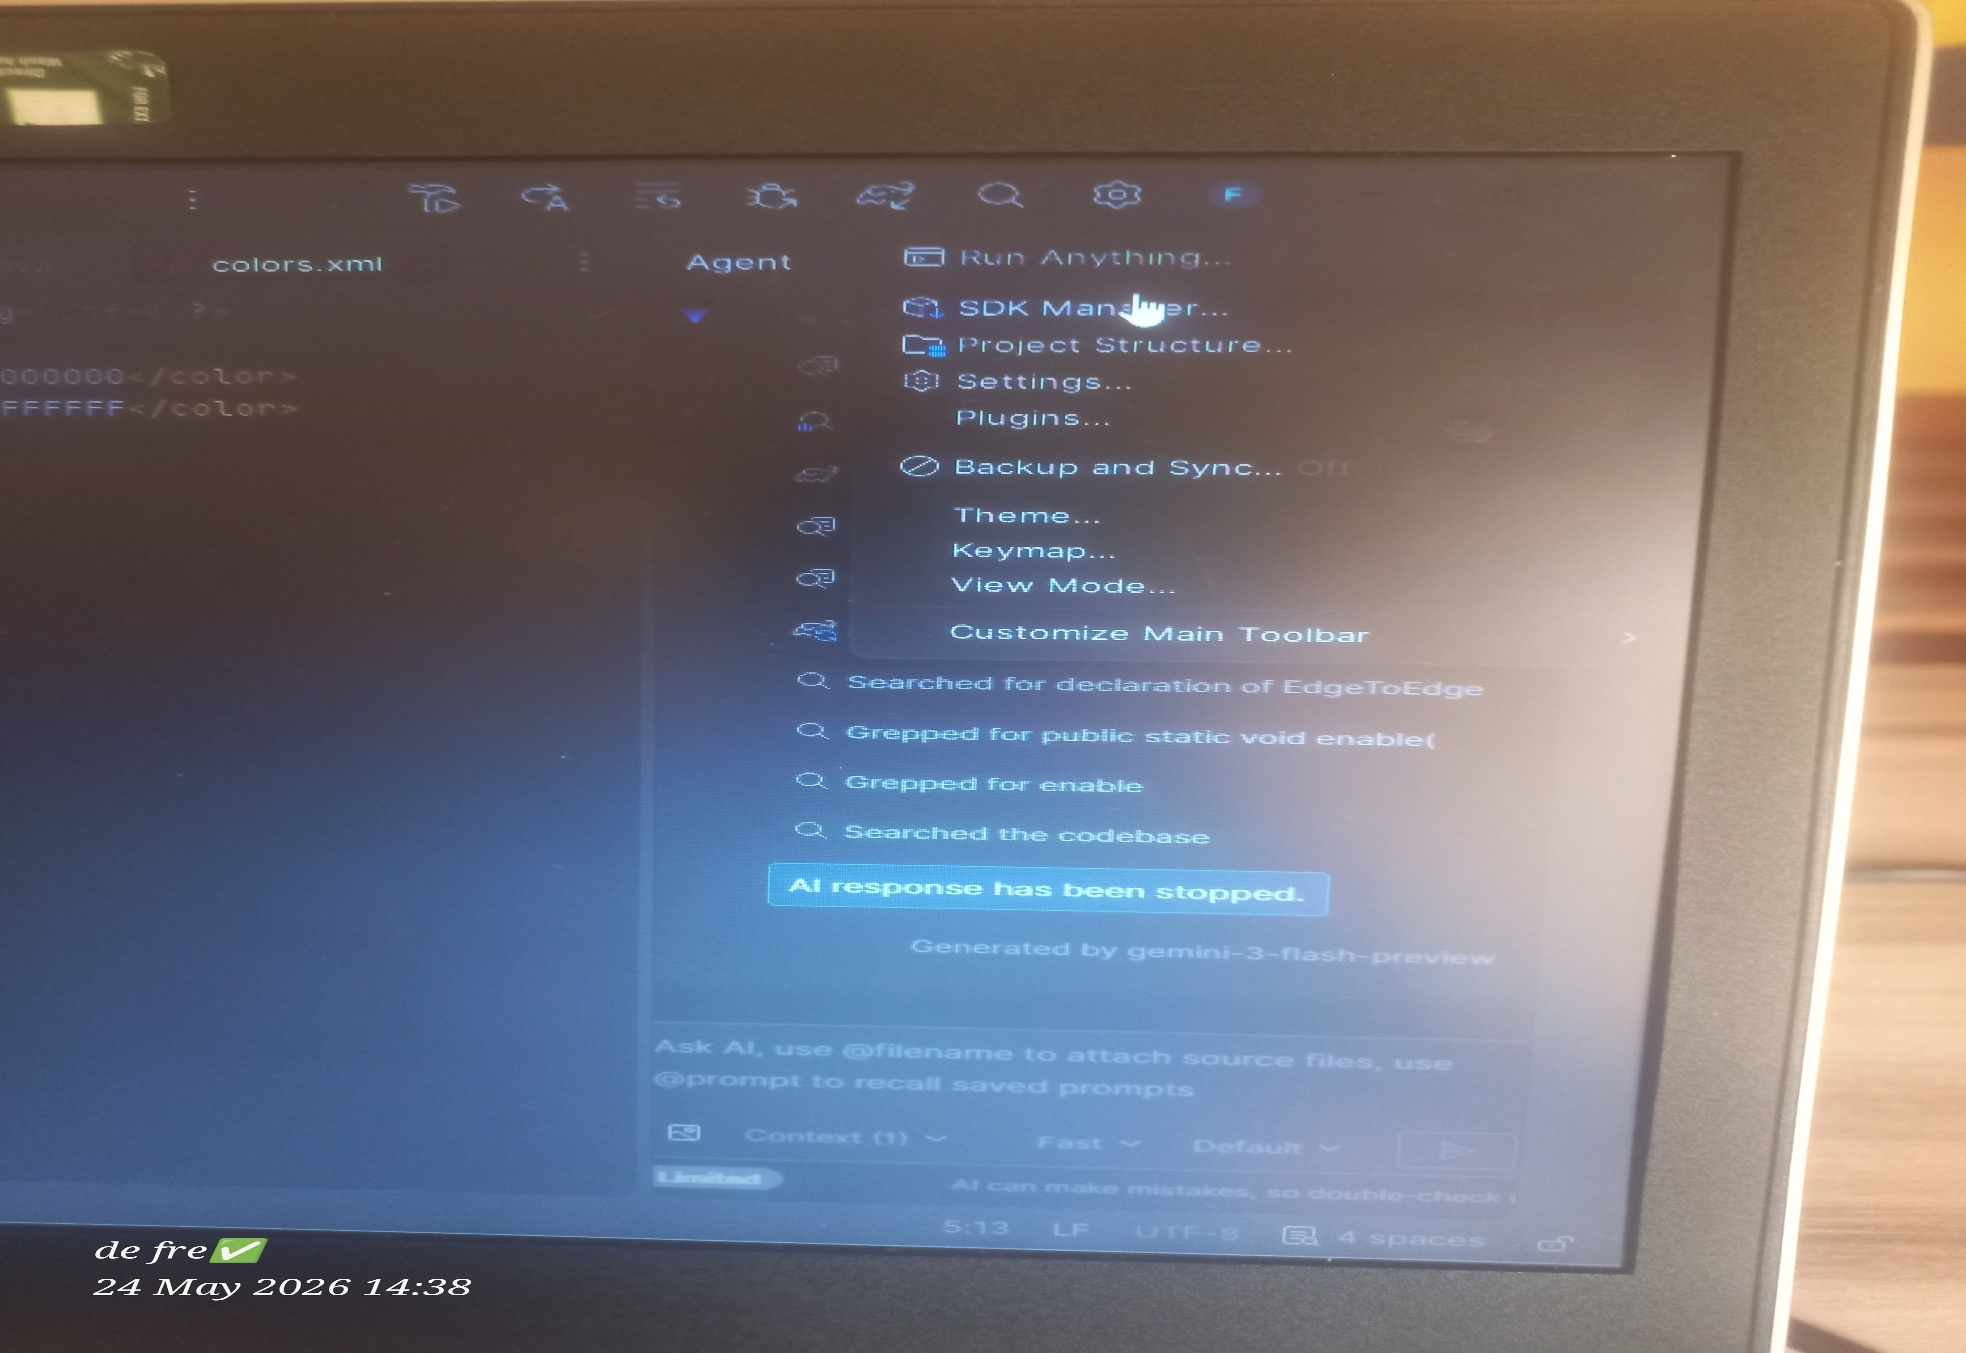 FOR EXT
F
colors.xml
Agent
Run Anything...
SDK Man er...
?>
Project Structure...
000000</color>
Settings...
FFFFFF</color>
Plugins...
Backup and Sync... Off
Theme...
Keymap...
View Mode...
Customize Main Toolbar
Searched for declaration of EdgeToEdge
Grepped for public static void enable(
Grepped for enable
Searched the codebase
AI response has been stopped.
Generated by gemini-3-flash-preview
Ask AI, use @filename to attach source files, use
@prompt to recall saved prompts
Context (1) Fast Default
Limited AI can make mistakes, so double-check i
5:13 LF UTF-8 4 spaces
de fre✅
24 May 2026 14:38